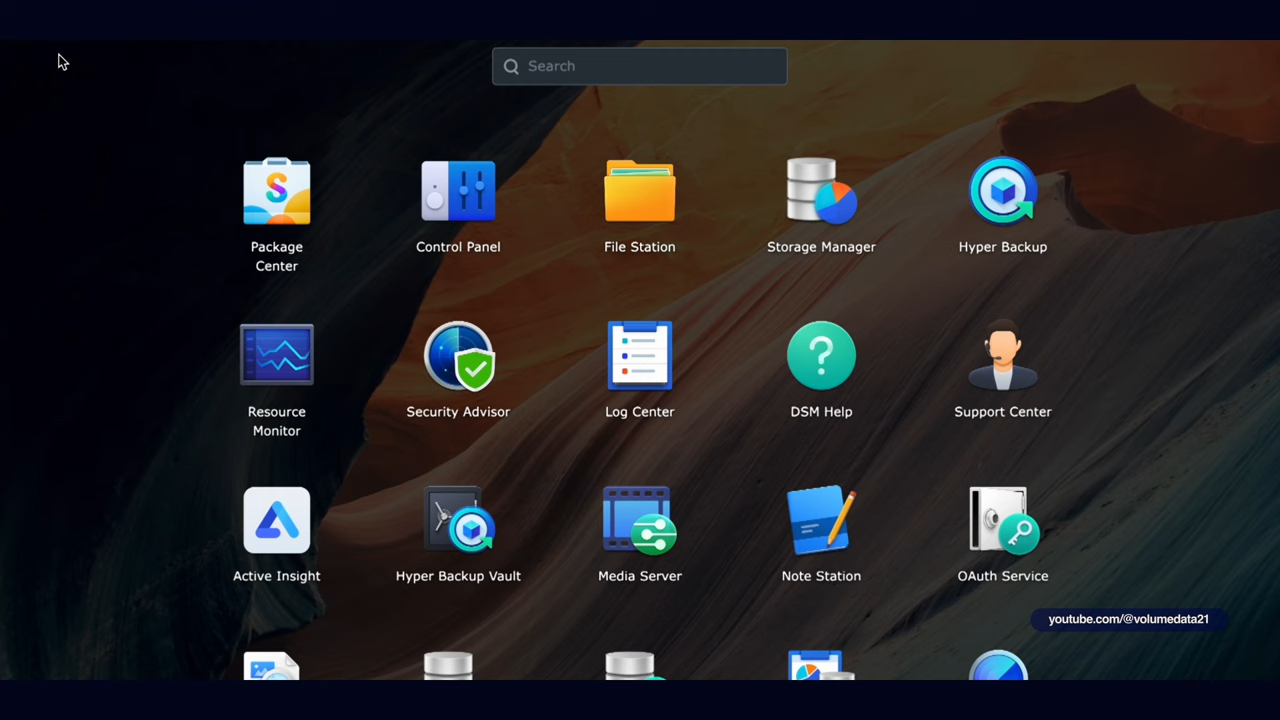 Search
Package
Center
Control Panel
File Station
Storage Manager
Hyper Backup
Resource
Monitor
Security Advisor
Log Center
DSM Help
Support Center
Active Insight
Hyper Backup Vault
Media Server
Note Station
OAuth Service
youtube.com/@volumedata21